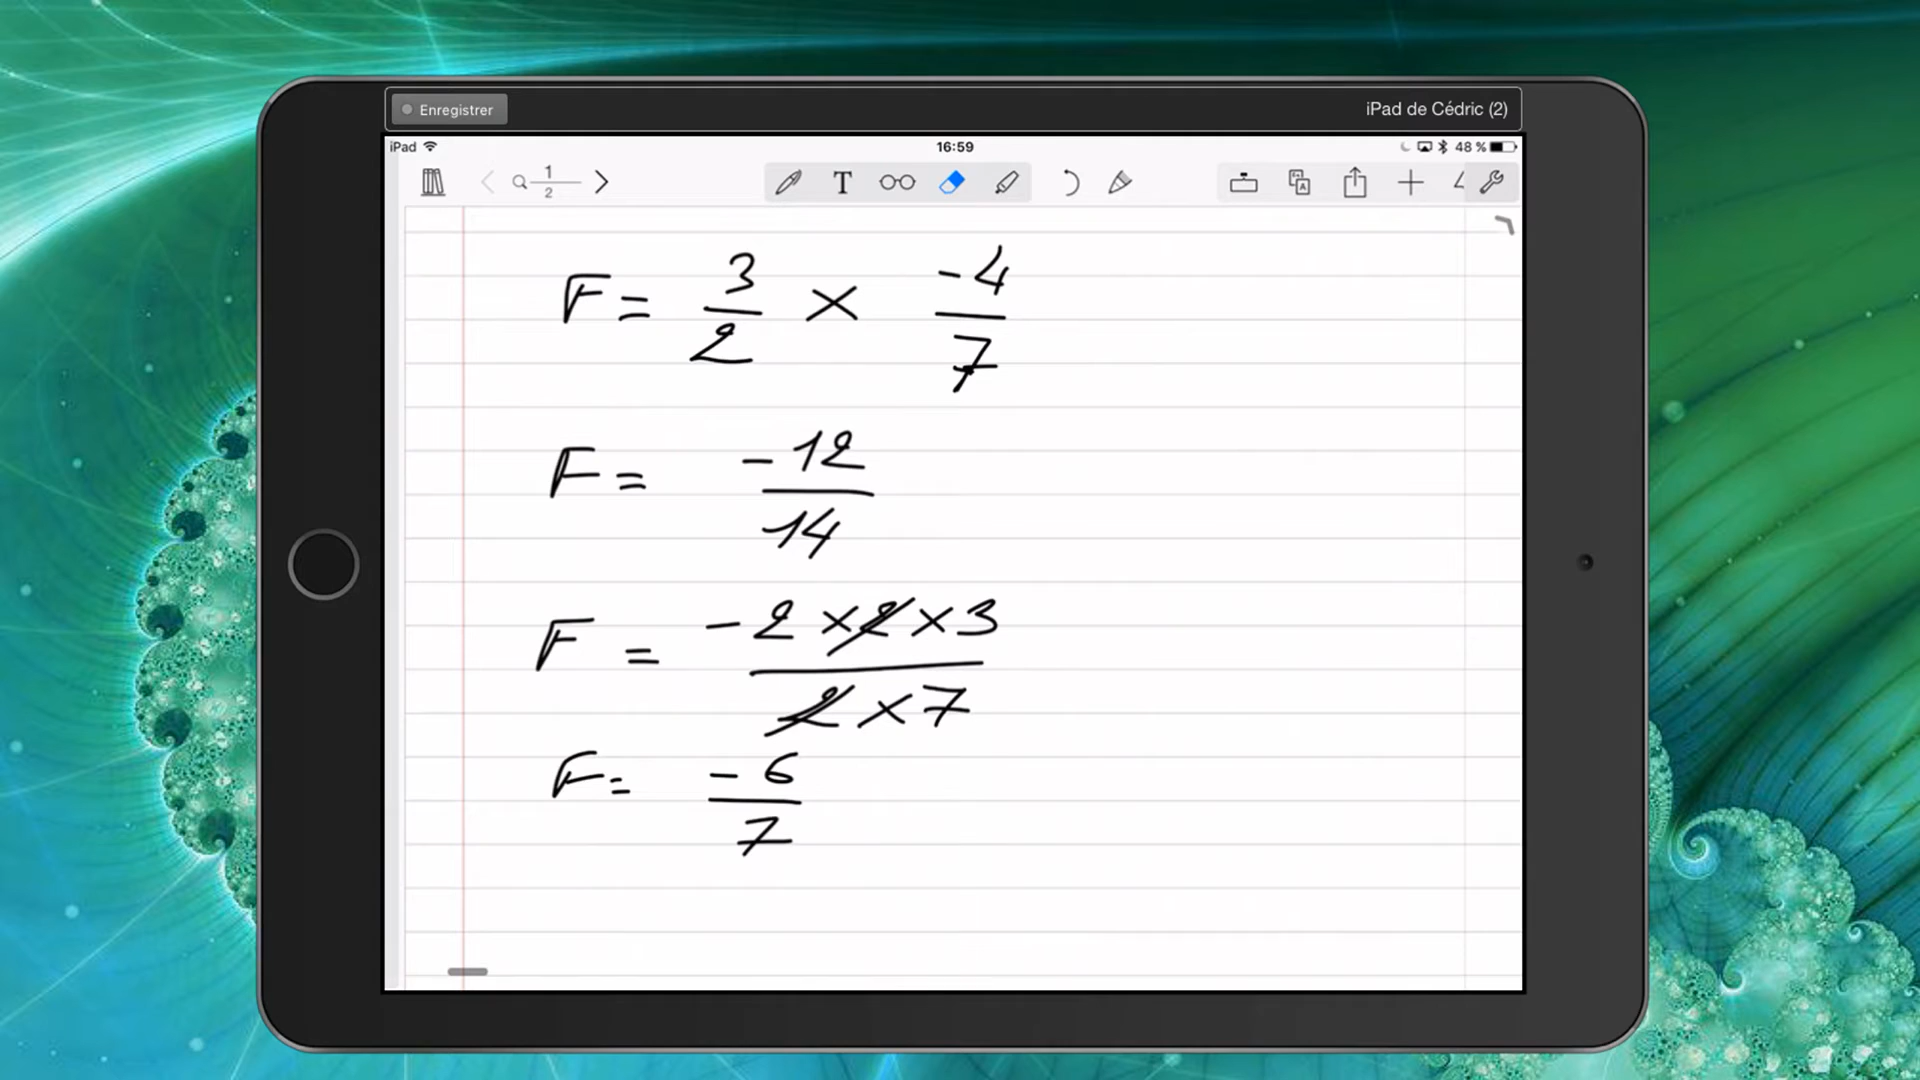 Enregistrer
iPad de Cédric (2)
iPad 16:59 48 %
1
2
T
F = 3/2 × -4/7
F = -12/14
F = -2×2×3/2×7
F = -6/7